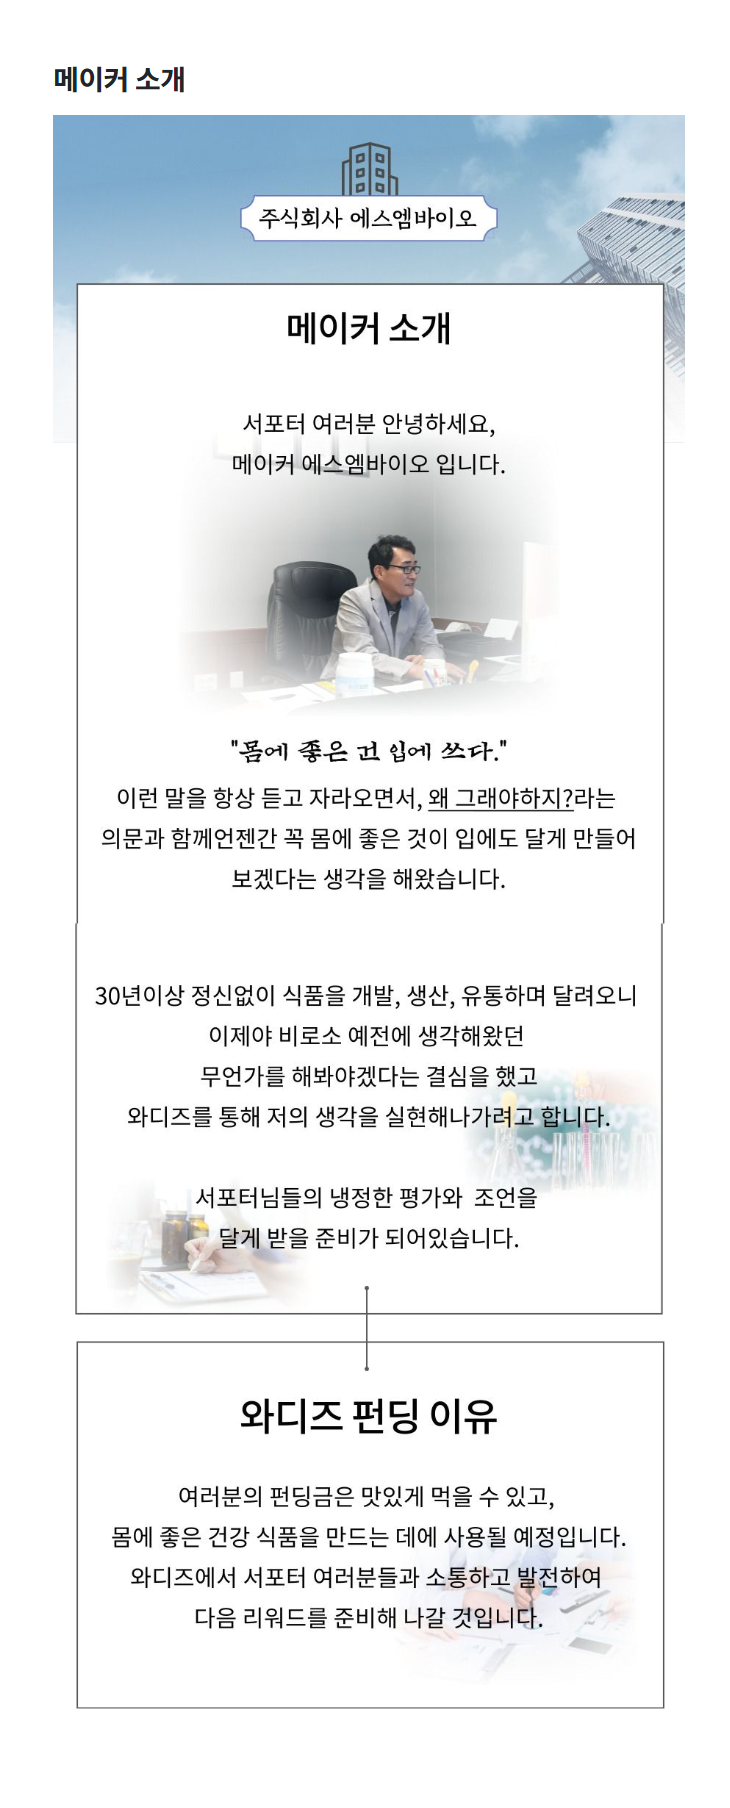 메이커 소개
주식회사 에스엠바이오
메이커 소개
서포터 여러분 안녕하세요,
메이커 에스엠바이오 입니다.
"몸에 좋은 건 입에 쓰다."
이런 말을 항상 듣고 자라오면서, 왜 그래야하지?라는
의문과 함께언젠간 꼭 몸에 좋은 것이 입에도 달게 만들어
보겠다는 생각을 해왔습니다.
30년이상 정신없이 식품을 개발, 생산, 유통하며 달려오니
이제야 비로소 예전에 생각해왔던
무언가를 해봐야겠다는 결심을 했고
와디즈를 통해 저의 생각을 실현해나가려고 합니다.
서포터님들의 냉정한 평가와  조언을
달게 받을 준비가 되어있습니다.
와디즈 펀딩 이유
여러분의 펀딩금은 맛있게 먹을 수 있고,
몸에 좋은 건강 식품을 만드는 데에 사용될 예정입니다.
와디즈에서 서포터 여러분들과 소통하고 발전하여
다음 리워드를 준비해 나갈 것입니다.